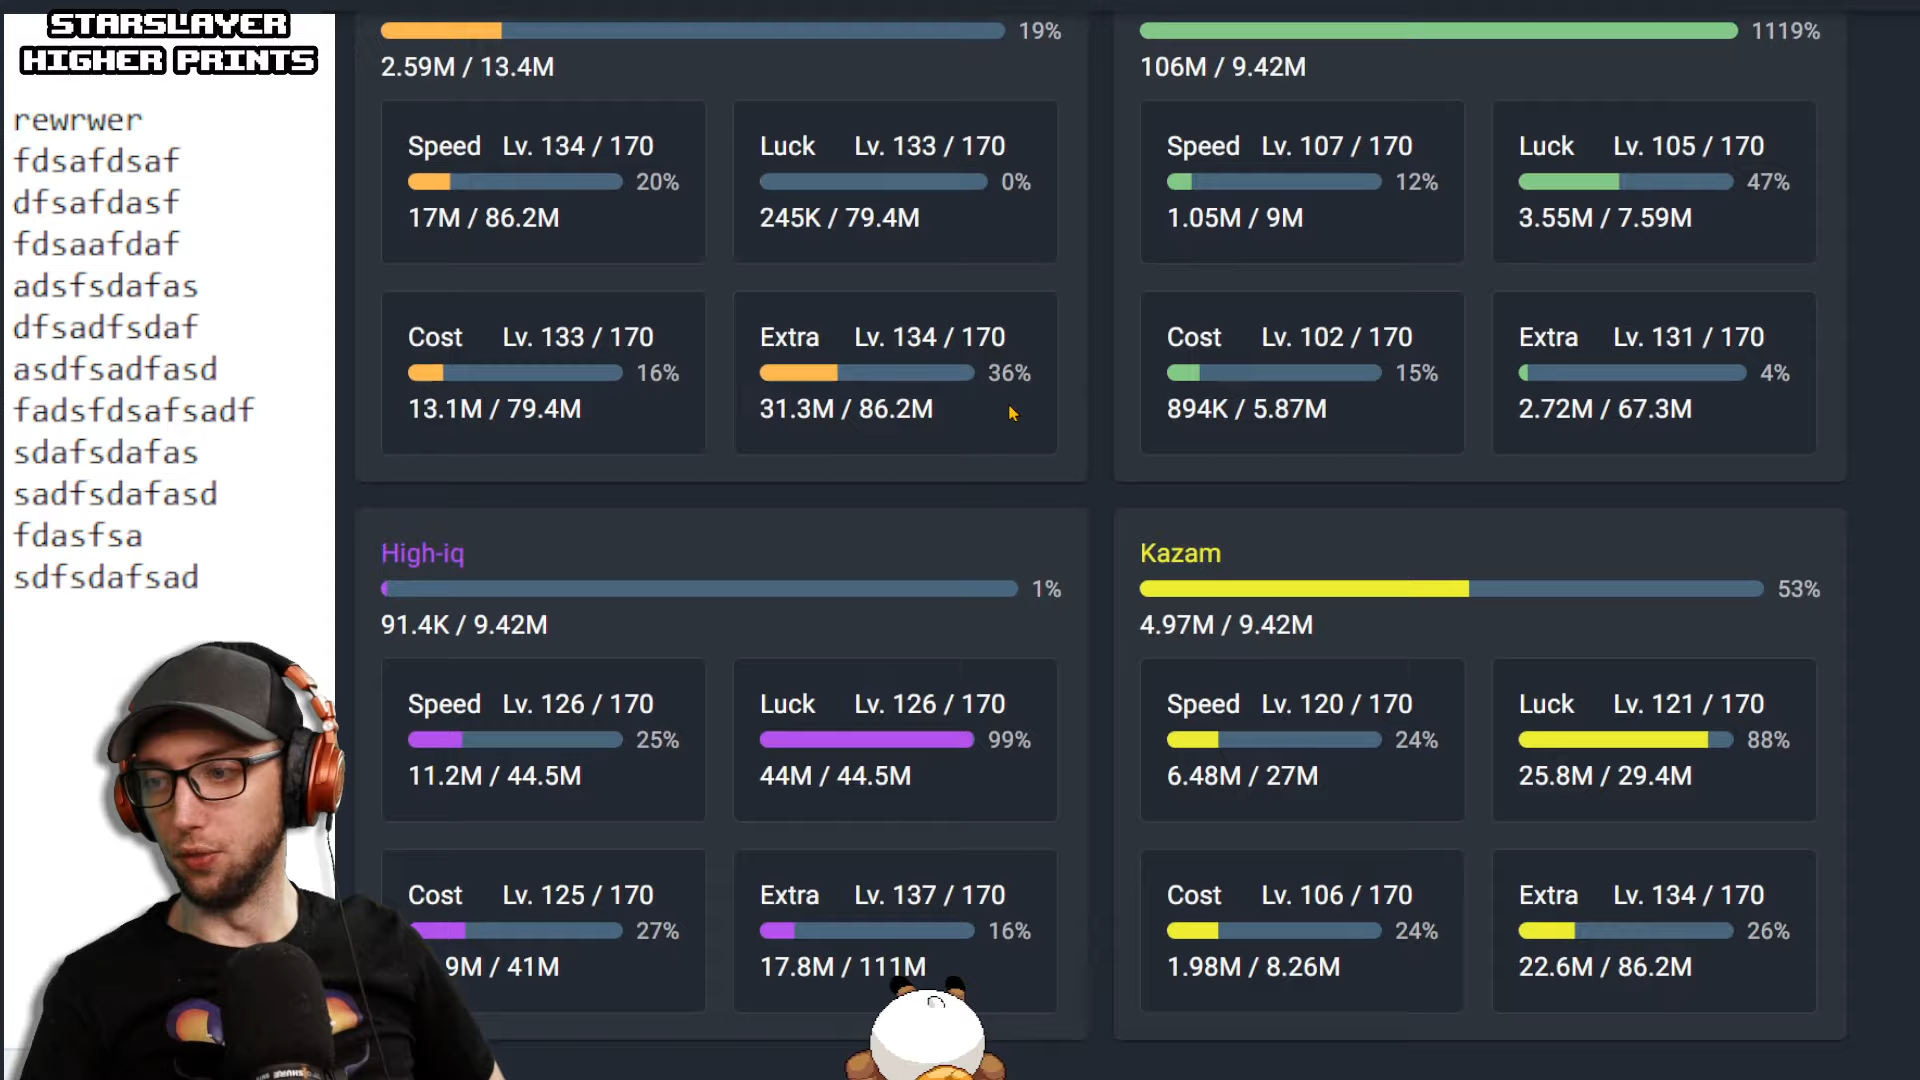 STARSLAYER
HIGHER PRINTS
rewrwer
fdsafdsaf
dfsafdasf
fdsaafdaf
adsfsdafas
dfsadfsdaf
asdfsadfasd
fadsfdsafsadf
sdafsdafas
sadfsdafasd
fdasfsa
sdfsdafsad
19%
2.59M / 13.4M
Speed Lv. 134 / 170
20%
17M / 86.2M
Luck Lv. 133 / 170
0%
245K / 79.4M
Cost Lv. 133 / 170
16%
13.1M / 79.4M
Extra Lv. 134 / 170
36%
31.3M / 86.2M
1119%
106M / 9.42M
Speed Lv. 107 / 170
12%
1.05M / 9M
Luck Lv. 105 / 170
47%
3.55M / 7.59M
Cost Lv. 102 / 170
15%
894K / 5.87M
Extra Lv. 131 / 170
4%
2.72M / 67.3M
High-iq
1%
91.4K / 9.42M
Speed Lv. 126 / 170
25%
11.2M / 44.5M
Luck Lv. 126 / 170
99%
44M / 44.5M
Cost Lv. 125 / 170
27%
9M / 41M
Extra Lv. 137 / 170
16%
17.8M / 111M
Kazam
53%
4.97M / 9.42M
Speed Lv. 120 / 170
24%
6.48M / 27M
Luck Lv. 121 / 170
88%
25.8M / 29.4M
Cost Lv. 106 / 170
24%
1.98M / 8.26M
Extra Lv. 134 / 170
26%
22.6M / 86.2M
SHURE